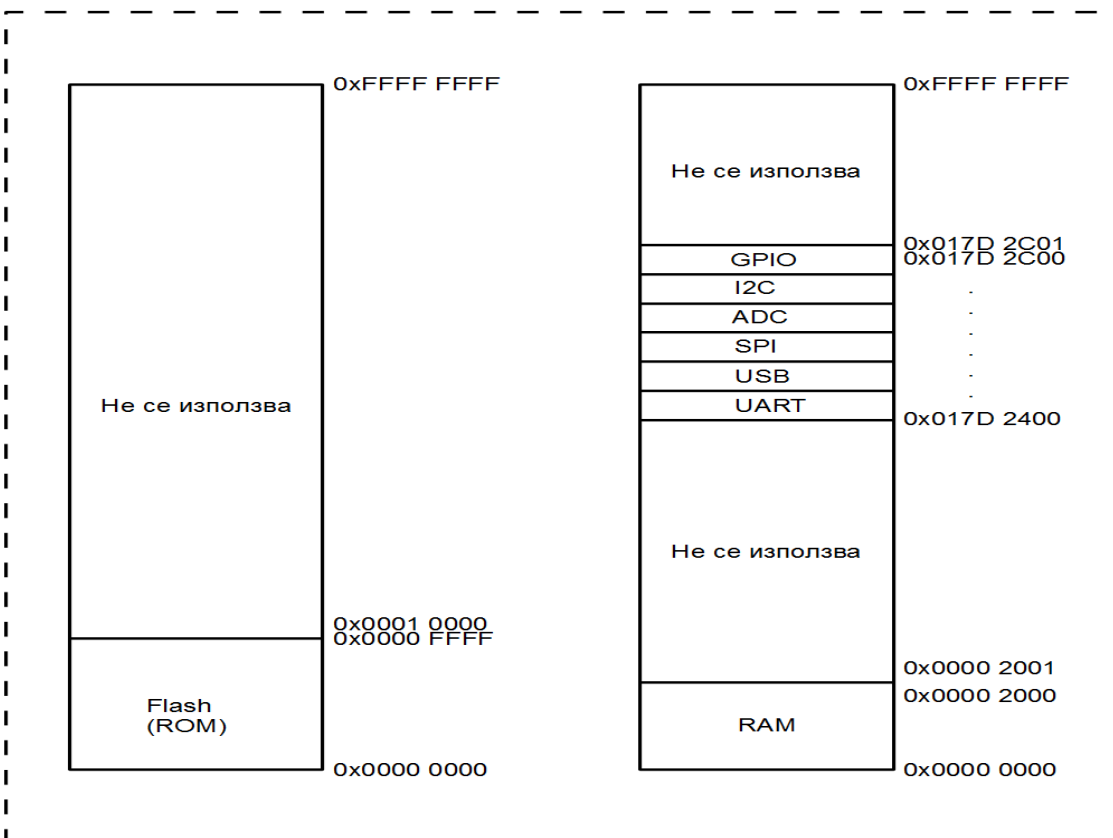 0xFFFF FFFF
Не се използва
0x0001 0000
0x0000 FFFF
Flash
(ROM)
0x0000 0000
0xFFFF FFFF
Не се използва
0x017D 2C01
0x017D 2C00
GPIO
I2C
ADC
SPI
USB
UART
0x017D 2400
Не се използва
0x0000 2001
0x0000 2000
RAM
0x0000 0000